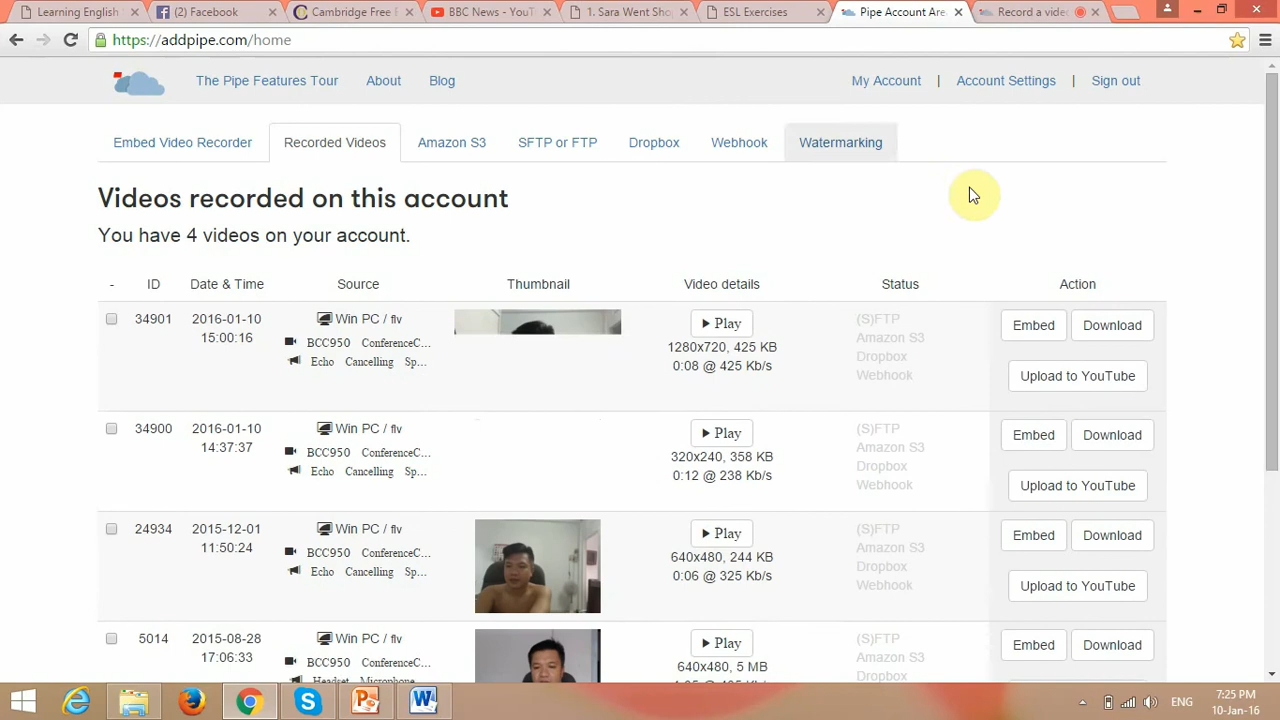 Learning English
(2) Facebook
Cambridge Free E
BBC News - YouT
1. Sara Went Sho
ESL Exercises
Pipe Account Are
Record a video
https://addpipe.com/home
The Pipe Features Tour
About
Blog
My Account | Account Settings | Sign out
Embed Video Recorder
Recorded Videos
Amazon S3
SFTP or FTP
Dropbox
Webhook
Watermarking
Videos recorded on this account
You have 4 videos on your account.
- ID Date & Time Source Thumbnail Video details Status Action
34901
2016-01-10
15:00:16
Win PC / flv
BCC950 ConferenceC...
Echo Cancelling Sp...
Play
1280x720, 425 KB
0:08 @ 425 Kb/s
(S)FTP
Amazon S3
Dropbox
Webhook
Embed
Download
Upload to YouTube
34900
2016-01-10
14:37:37
Win PC / flv
BCC950 ConferenceC...
Echo Cancelling Sp...
Play
320x240, 358 KB
0:12 @ 238 Kb/s
(S)FTP
Amazon S3
Dropbox
Webhook
Embed
Download
Upload to YouTube
24934
2015-12-01
11:50:24
Win PC / flv
BCC950 ConferenceC...
Echo Cancelling Sp...
Play
640x480, 244 KB
0:06 @ 325 Kb/s
(S)FTP
Amazon S3
Dropbox
Webhook
Embed
Download
Upload to YouTube
5014
2015-08-28
17:06:33
Win PC / flv
BCC950 ConferenceC...
Headset Microphone
Play
640x480, 5 MB
(S)FTP
Amazon S3
Embed
Download
ENG
7:25 PM
10-Jan-16